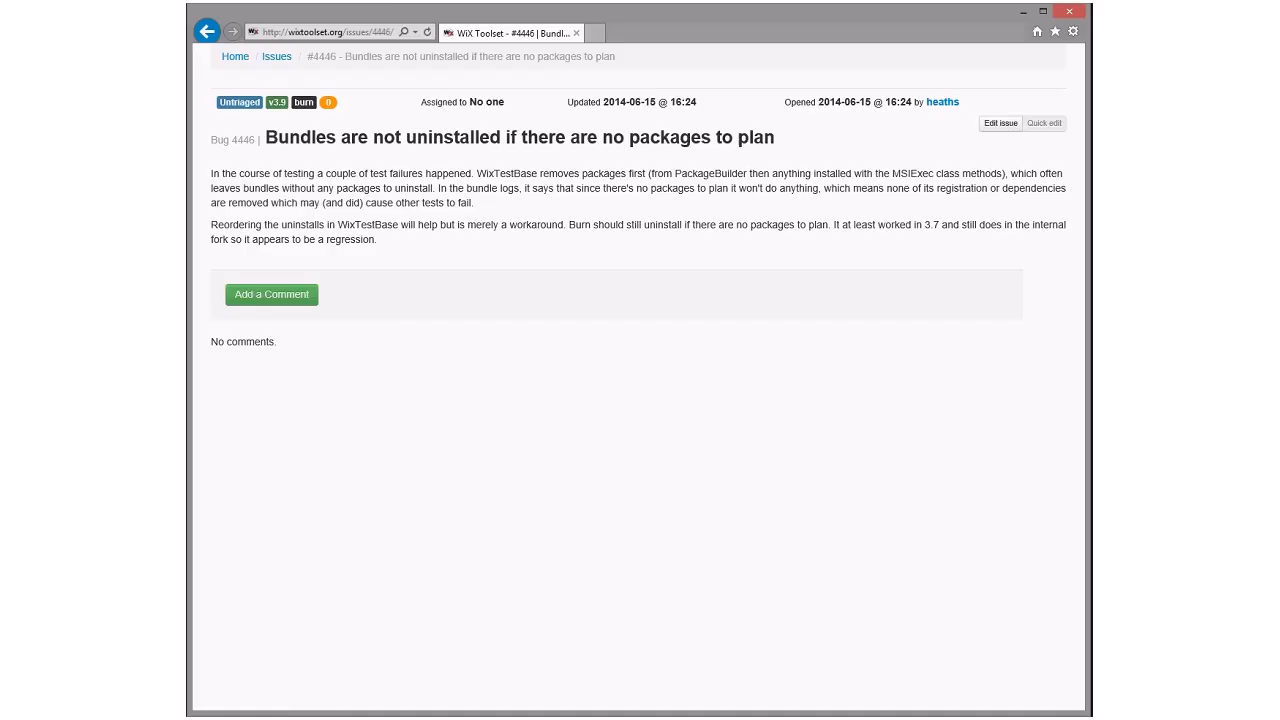 http://wixtoolset.org/issues/4446/
WiX Toolset - #4446 | Bundl...
Home / Issues / #4446 - Bundles are not uninstalled if there are no packages to plan
Untriaged v3.9 burn 0 Assigned to No one Updated 2014-06-15 @ 16:24 Opened 2014-06-15 @ 16:24 by heaths
Edit issue Quick edit
Bug 4446 | Bundles are not uninstalled if there are no packages to plan
In the course of testing a couple of test failures happened. WixTestBase removes packages first (from PackageBuilder then anything installed with the MSIExec class methods), which often
leaves bundles without any packages to uninstall. In the bundle logs, it says that since there's no packages to plan it won't do anything, which means none of its registration or dependencies
are removed which may (and did) cause other tests to fail.
Reordering the uninstalls in WixTestBase will help but is merely a workaround. Burn should still uninstall if there are no packages to plan. It at least worked in 3.7 and still does in the internal
fork so it appears to be a regression.
Add a Comment
No comments.